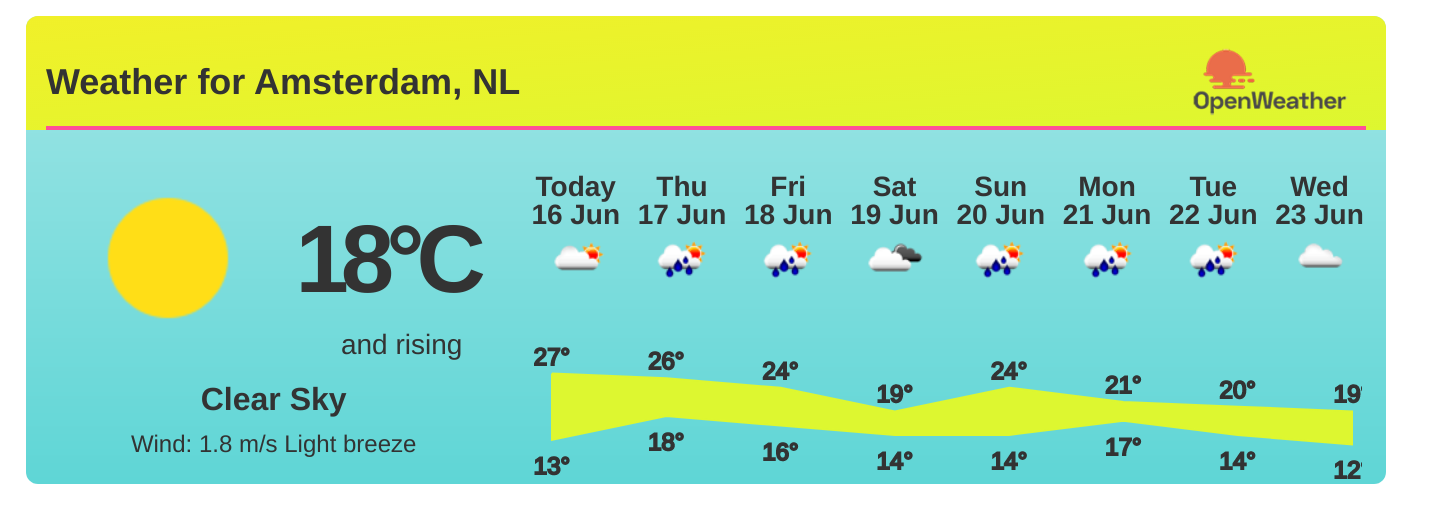 Weather for Amsterdam, NL
OpenWeather
18°C
and rising
Clear Sky
Wind: 1.8 m/s Light breeze
Today Thu Fri Sat Sun Mon Tue Wed
16 Jun 17 Jun 18 Jun 19 Jun 20 Jun 21 Jun 22 Jun 23 Jun
27° 26° 24° 19° 24° 21° 20° 19°
13° 18° 16° 14° 14° 17° 14° 12°